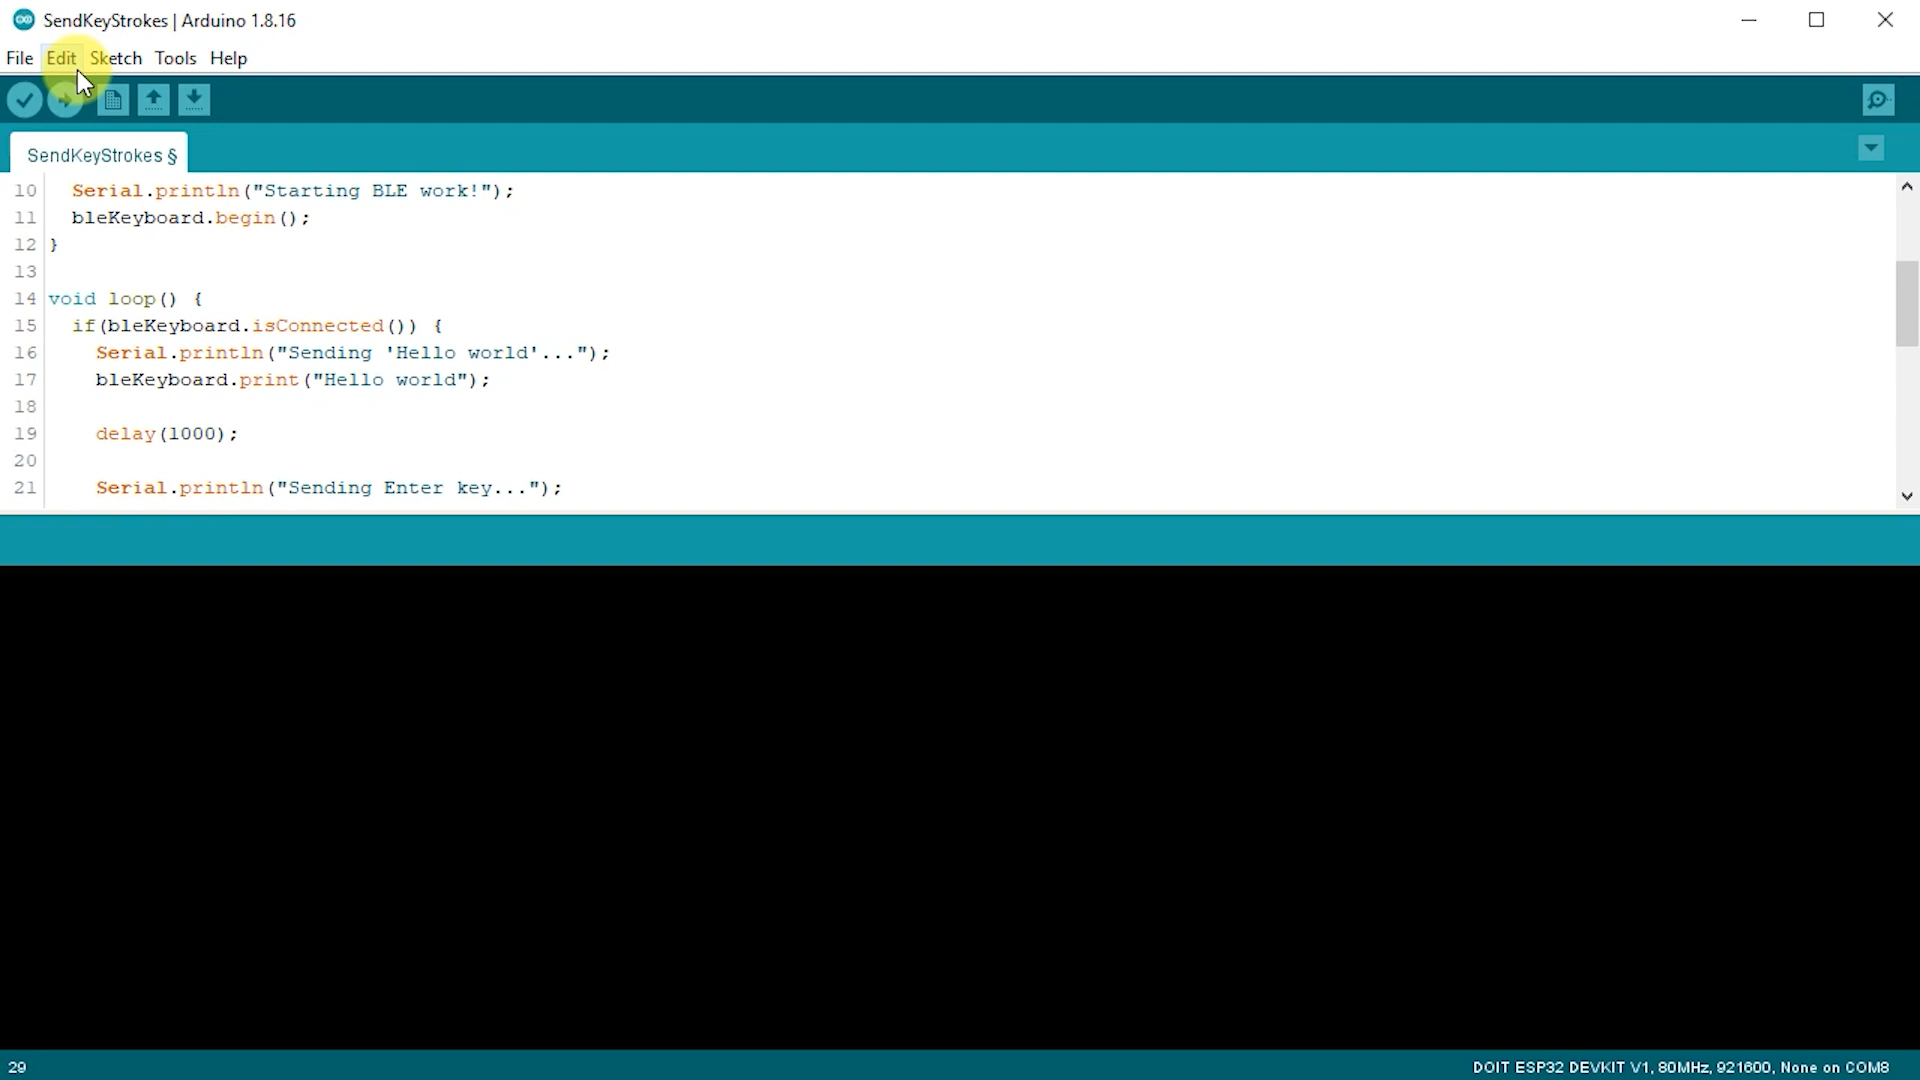 SendKeyStrokes | Arduino 1.8.16
File Edit Sketch Tools Help
SendKeyStrokes §
10 Serial.println("Starting BLE work!");
11 bleKeyboard.begin();
12 }
13
14 void loop() {
15 if(bleKeyboard.isConnected()) {
16 Serial.println("Sending 'Hello world'...");
17 bleKeyboard.print("Hello world");
18
19 delay(1000);
20
21 Serial.println("Sending Enter key...");
29
DOIT ESP32 DEVKIT V1, 80MHz, 921600, None on COM8